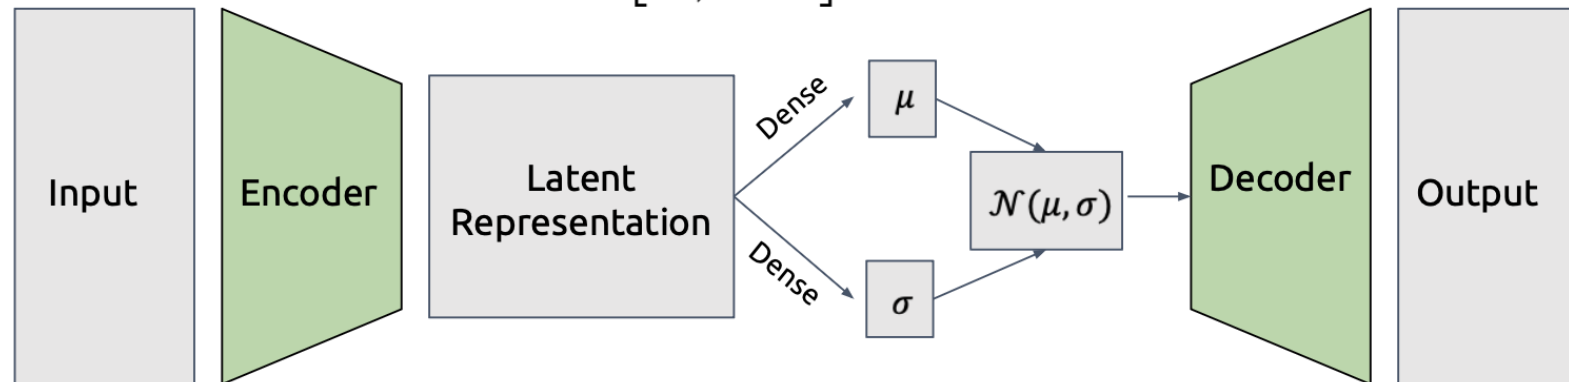 Input
Encoder
Latent
Representation
Dense
Dense
μ
σ
𝒩(μ, σ)
Decoder
Output